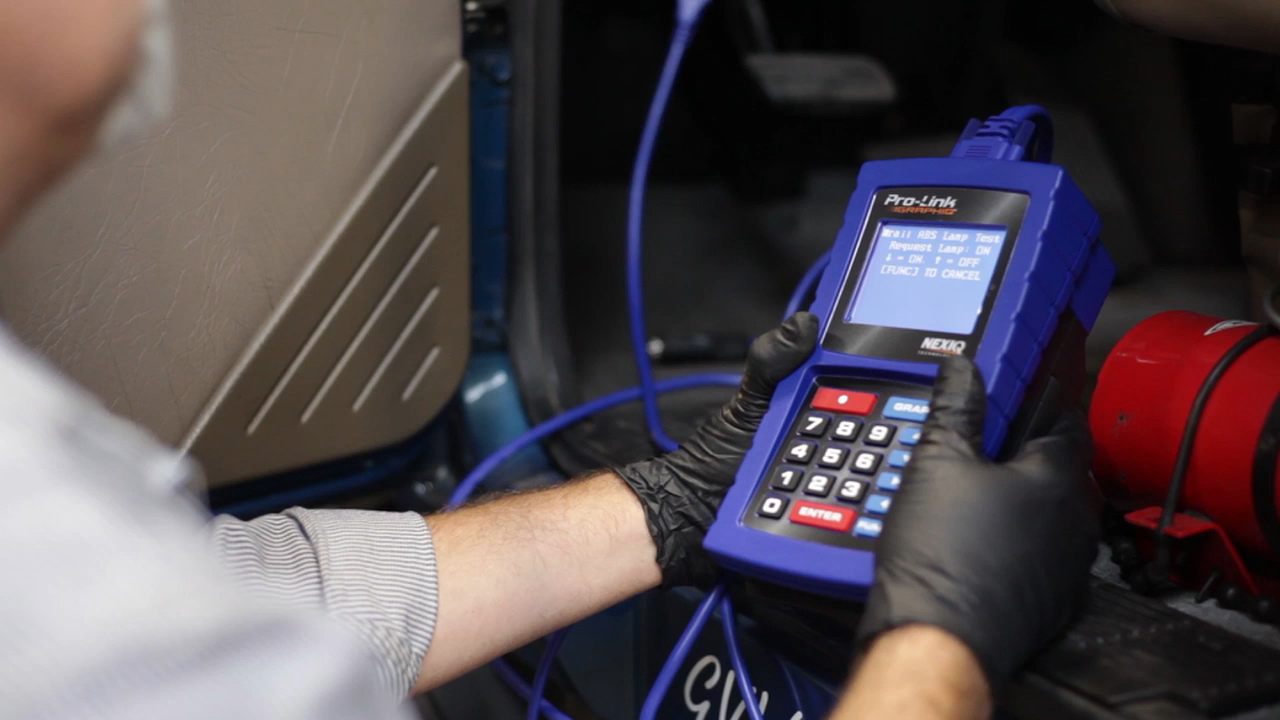 Pro-Link
GRAPHIQ
Trail ABS Lamp Test
Request Lamp: ON
↓ = ON, ↑ = OFF
[FUNC] TO CANCEL
NEXIQ
7 8 9
4 5 6
1 2 3
0 ENTER